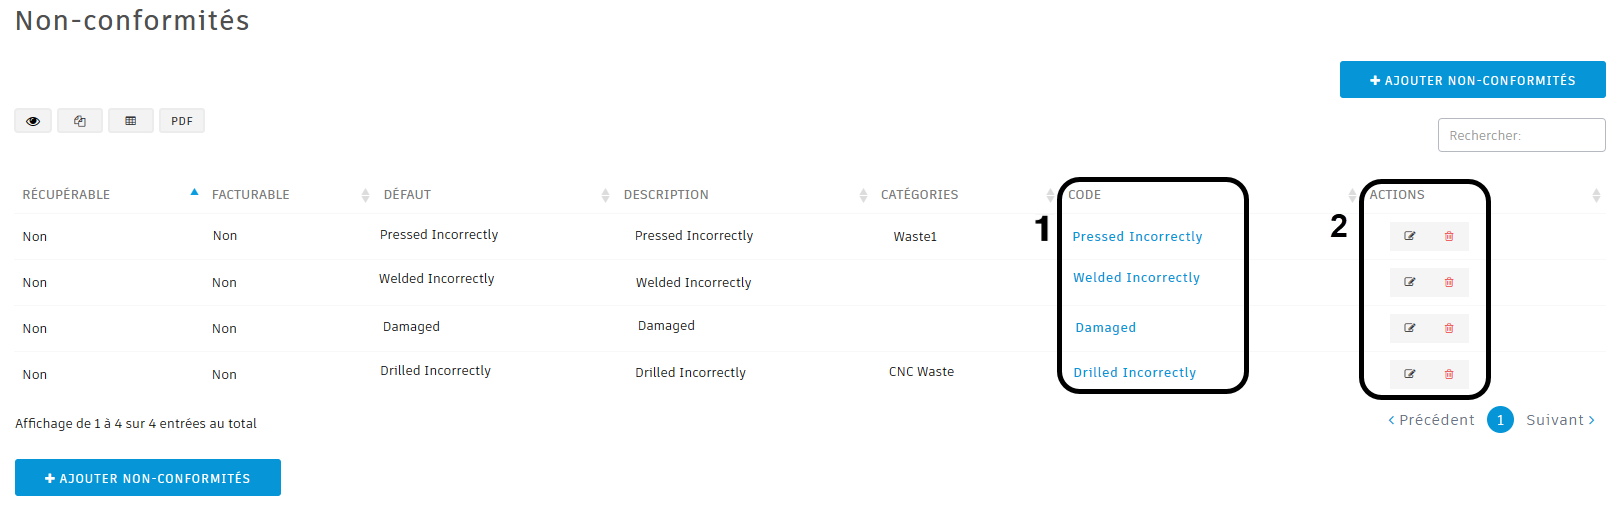 Non-conformités
AJOUTER NON-CONFORMITÉS
PDF
Rechercher:
RÉCUPÉRABLE FACTURABLE DÉFAUT DESCRIPTION CATÉGORIES CODE ACTIONS
1
2
Non Non Pressed Incorrectly Pressed Incorrectly Waste1 Pressed Incorrectly
Non Non Welded Incorrectly Welded Incorrectly Welded Incorrectly
Non Non Damaged Damaged Damaged
Non Non Drilled Incorrectly Drilled Incorrectly CNC Waste Drilled Incorrectly
Affichage de 1 à 4 sur 4 entrées au total
Précédent 1 Suivant
AJOUTER NON-CONFORMITÉS